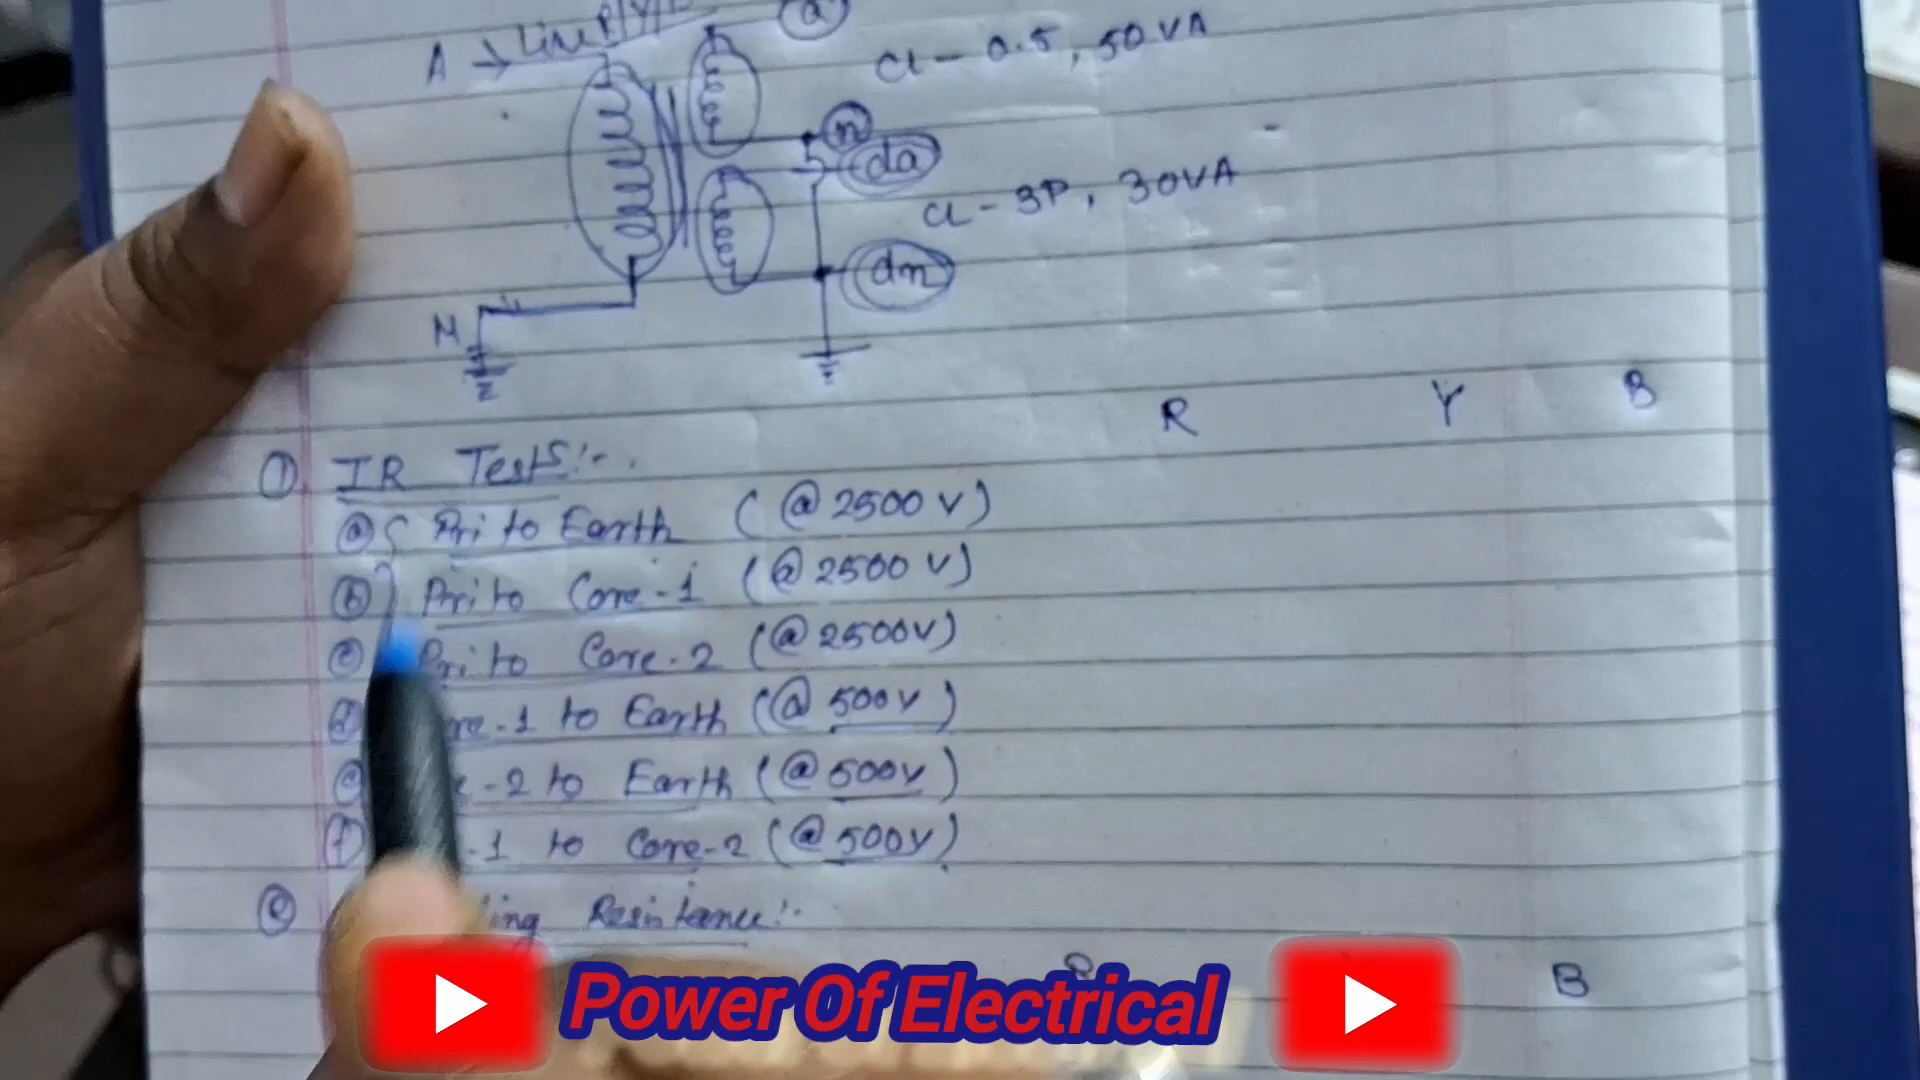 A → Line R/Y/B
a
Cl - 0.5, 50 VA
n
da
Cl - 3P, 30VA
dn
N
R Y B
① IR Tests:-
ⓐ Pri to Earth (@ 2500 V)
ⓑ Pri to Core-1 (@ 2500 V)
ⓒ Pri to Core-2 (@ 2500V)
ⓓ re-1 to Earth (@ 500V)
ⓔ -2 to Earth (@ 500V)
ⓕ -1 to Core-2 (@ 500V)
ing Resistance:-
B
Power Of Electrical